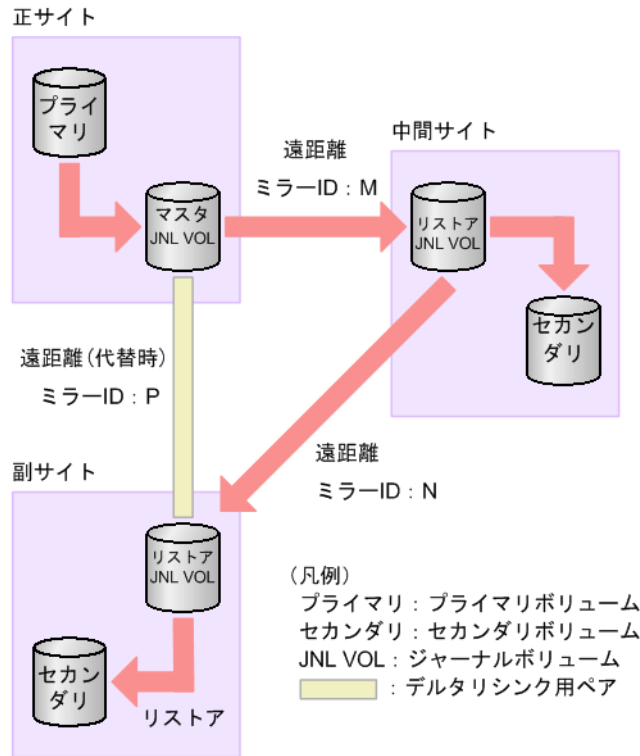 正サイト
プライ
マリ
マスタ
JNL VOL
遠距離
ミラーID：M
中間サイト
リストア
JNL VOL
セカン
ダリ
遠距離(代替時)
ミラーID：P
遠距離
ミラーID：N
副サイト
リストア
JNL VOL
セカン
ダリ
リストア
（凡例）
プライマリ：プライマリボリューム
セカンダリ：セカンダリボリューム
JNL VOL：ジャーナルボリューム
：デルタリシンク用ペア